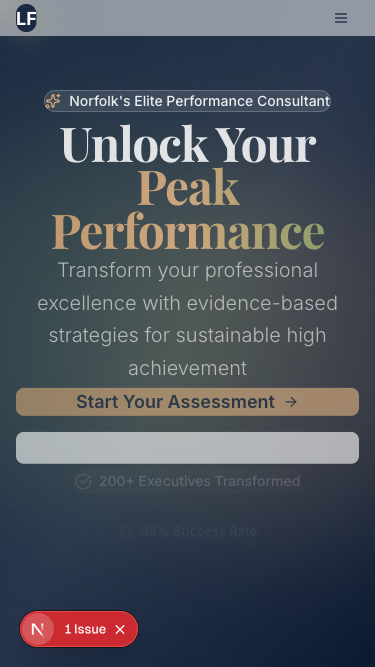 LF
Norfolk's Elite Performance Consultant
Unlock Your
Peak
Performance
Transform your professional
excellence with evidence-based
strategies for sustainable high
achievement
Start Your Assessment →
200+ Executives Transformed
98% Success Rate
N 1 Issue ×